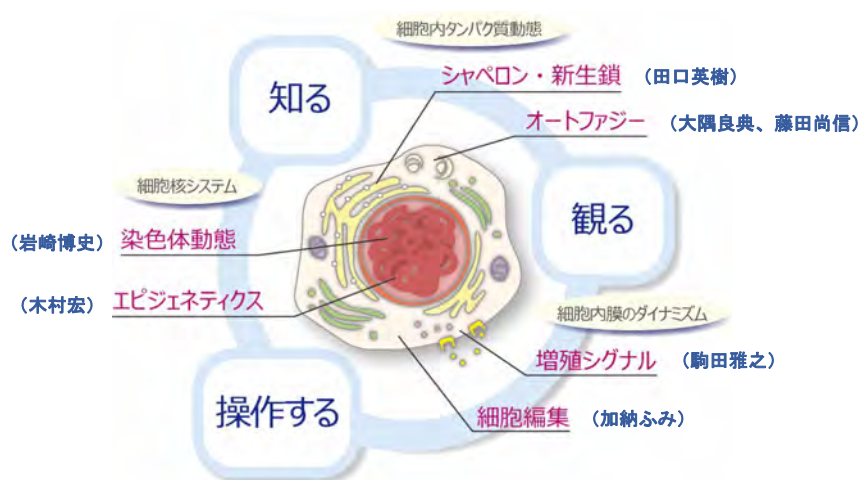 細胞内タンパク質動態
知る
シャペロン・新生鎖 (田口英樹)
オートファジー (大隅良典、藤田尚信)
細胞核システム
観る
(岩崎博史) 染色体動態
(木村宏) エピジェネティクス
細胞内膜のダイナミズム
増殖シグナル (駒田雅之)
操作する
細胞編集 (加納ふみ)